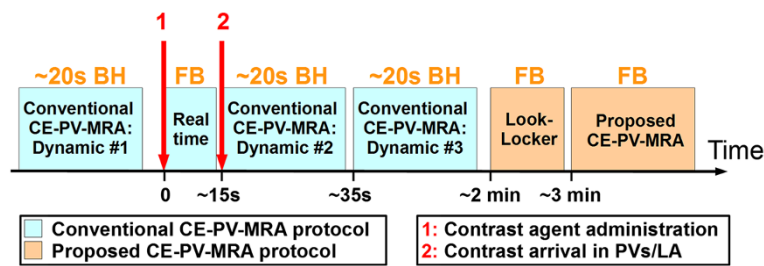 1 2
~20s BH FB ~20s BH ~20s BH FB FB
Conventional
CE-PV-MRA:
Dynamic #1
Real
time
Conventional
CE-PV-MRA:
Dynamic #2
Conventional
CE-PV-MRA:
Dynamic #3
Look-
Locker
Proposed
CE-PV-MRA
Time
0 ~15s ~35s ~2 min ~3 min
Conventional CE-PV-MRA protocol
Proposed CE-PV-MRA protocol
1: Contrast agent administration
2: Contrast arrival in PVs/LA